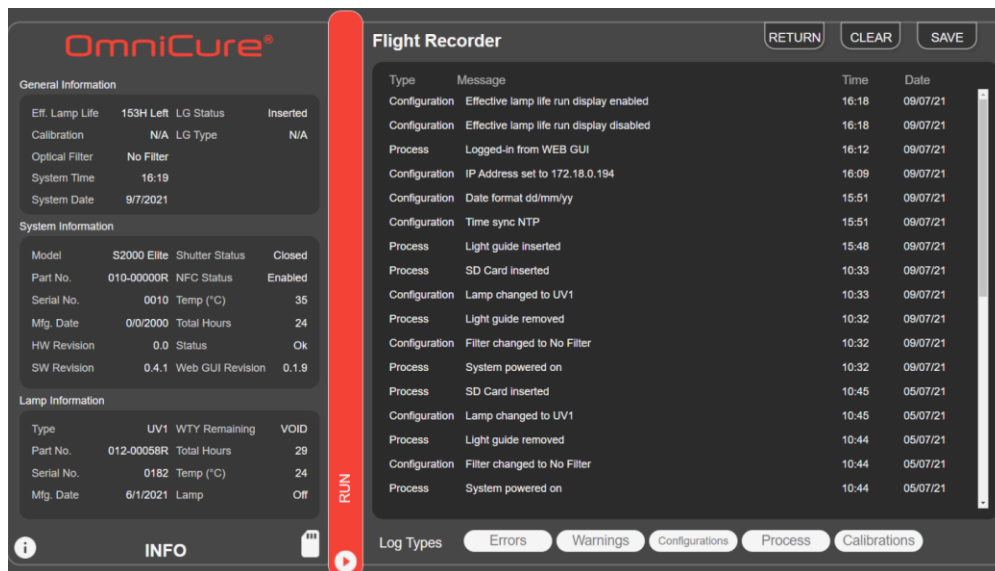 OmniCure®
General Information
Eff. Lamp Life 153H Left LG Status Inserted
Calibration N/A LG Type N/A
Optical Filter No Filter
System Time 16:19
System Date 9/7/2021
System Information
Model S2000 Elite Shutter Status Closed
Part No. 010-00000R NFC Status Enabled
Serial No. 0010 Temp (°C) 35
Mfg. Date 0/0/2000 Total Hours 24
HW Revision 0.0 Status Ok
SW Revision 0.4.1 Web GUI Revision 0.1.9
Lamp Information
Type UV1 WTY Remaining VOID
Part No. 012-00058R Total Hours 29
Serial No. 0182 Temp (°C) 24
Mfg. Date 6/1/2021 Lamp Off
i INFO
RUN
Flight Recorder RETURN CLEAR SAVE
Type Message Time Date
Configuration Effective lamp life run display enabled 16:18 09/07/21
Configuration Effective lamp life run display disabled 16:18 09/07/21
Process Logged-in from WEB GUI 16:12 09/07/21
Configuration IP Address set to 172.18.0.194 16:09 09/07/21
Configuration Date format dd/mm/yy 15:51 09/07/21
Configuration Time sync NTP 15:51 09/07/21
Process Light guide inserted 15:48 09/07/21
Process SD Card inserted 10:33 09/07/21
Configuration Lamp changed to UV1 10:33 09/07/21
Process Light guide removed 10:32 09/07/21
Configuration Filter changed to No Filter 10:32 09/07/21
Process System powered on 10:32 09/07/21
Process SD Card inserted 10:45 05/07/21
Configuration Lamp changed to UV1 10:45 05/07/21
Process Light guide removed 10:44 05/07/21
Configuration Filter changed to No Filter 10:44 05/07/21
Process System powered on 10:44 05/07/21
Log Types Errors Warnings Configurations Process Calibrations